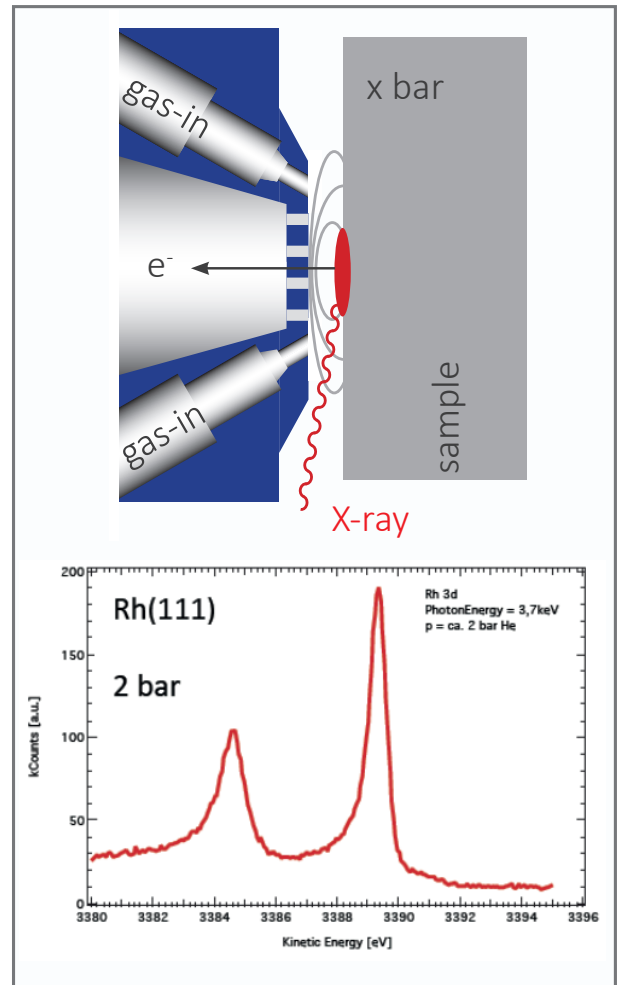 gas-in
x bar
e-
gas-in
sample
X-ray
200
Rh(111)
Rh 3d
PhotonEnergy = 3,7keV
p = ca. 2 bar He
150
2 bar
kCounts [a.u.]
100
50
0
3380 3382 3384 3386 3388 3390 3392 3394 3396
Kinetic Energy [eV]